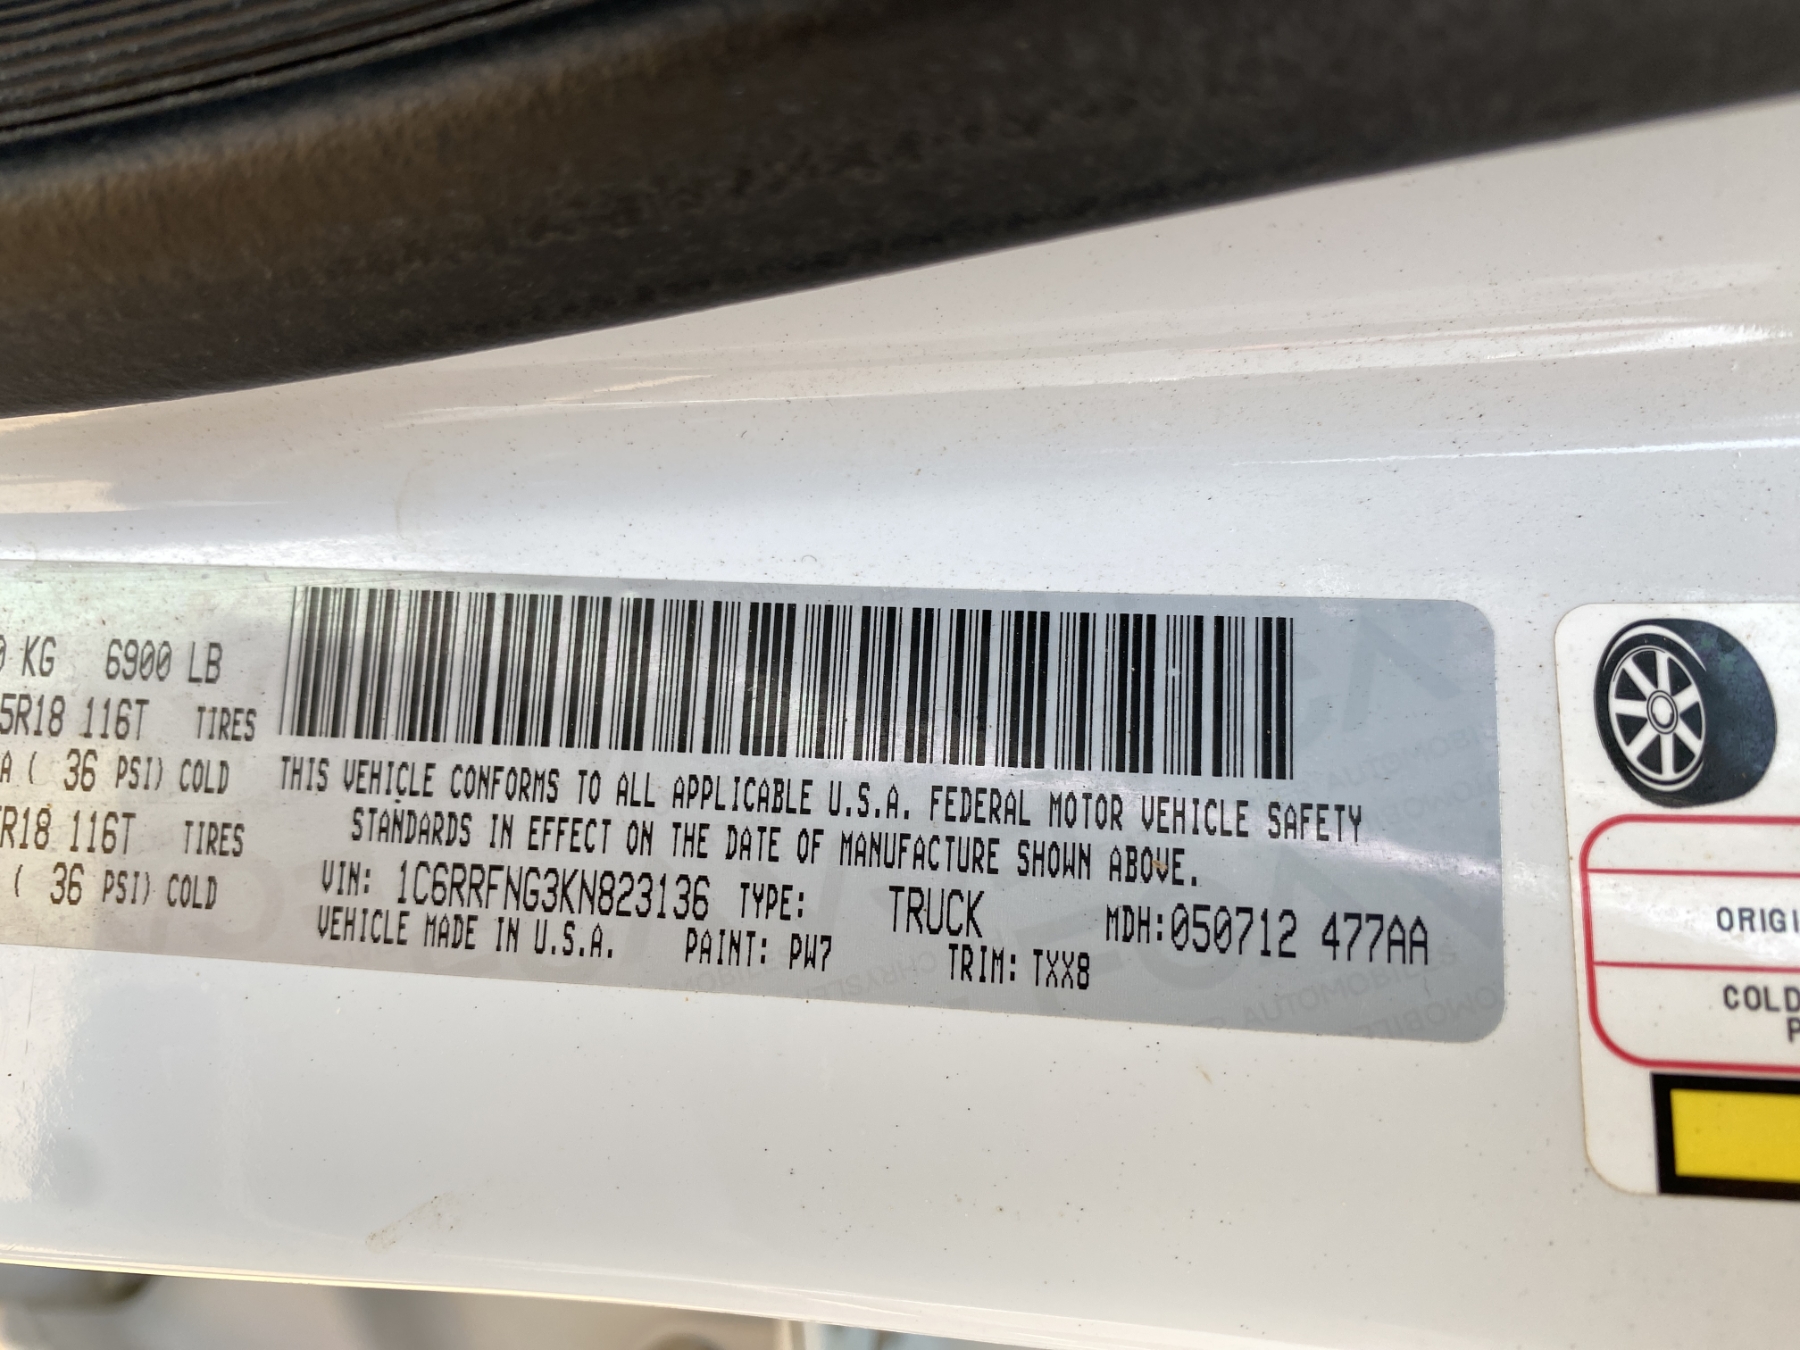 0 KG 6900 LB
5R18 116T TIRES
A ( 36 PSI) COLD
R18 116T TIRES
( 36 PSI) COLD
THIS VEHICLE CONFORMS TO ALL APPLICABLE U.S.A. FEDERAL MOTOR VEHICLE SAFETY
STANDARDS IN EFFECT ON THE DATE OF MANUFACTURE SHOWN ABOVE.
VIN: 1C6RRFNG3KN823136 TYPE: TRUCK MDH:050712 477AA
VEHICLE MADE IN U.S.A. PAINT: PW7 TRIM: TXX8
ORIGI
COLD
P